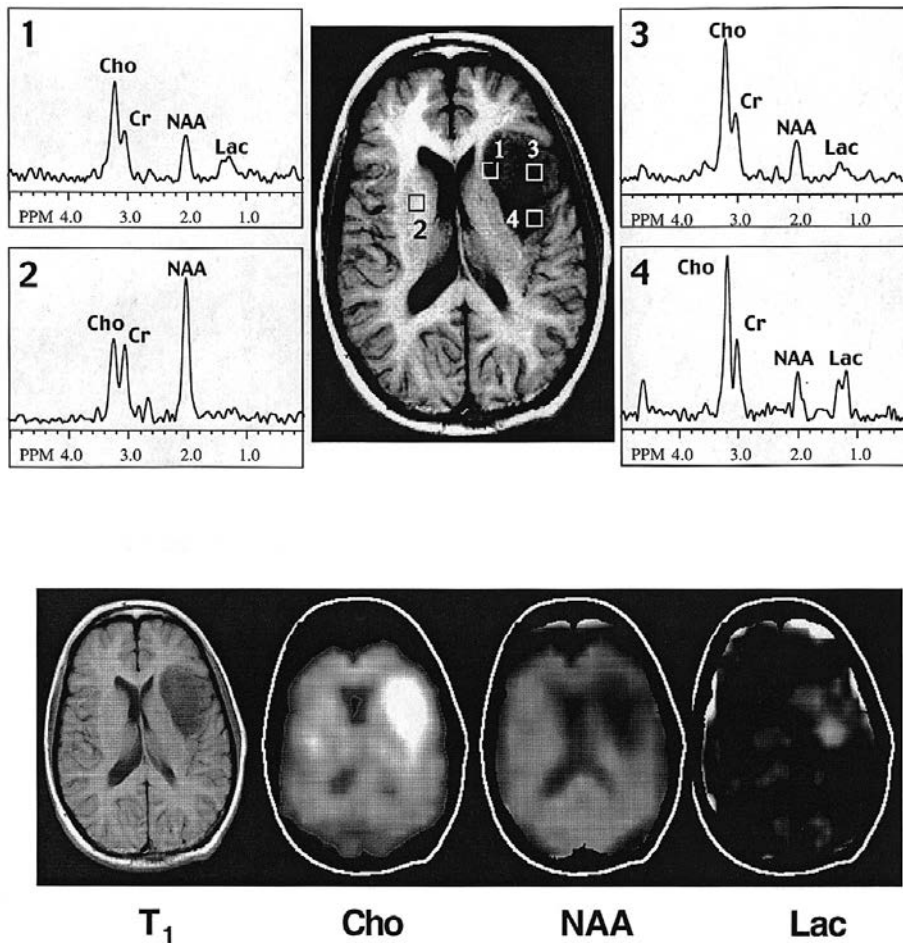 1
Cho
Cr
NAA
Lac
PPM 4.0 3.0 2.0 1.0
2
NAA
Cho
Cr
PPM 4.0 3.0 2.0 1.0
1 3
2 4
3
Cho
Cr
NAA
Lac
PPM 4.0 3.0 2.0 1.0
4
Cho
Cr
NAA
Lac
PPM 4.0 3.0 2.0 1.0
T1 Cho NAA Lac